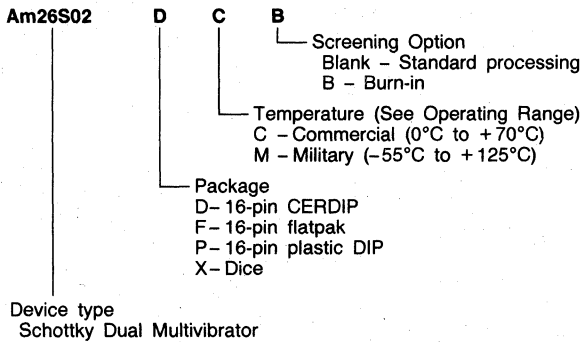 Am26S02 D C B
Screening Option
Blank – Standard processing
B – Burn-in
Temperature (See Operating Range)
C – Commercial (0°C to +70°C)
M – Military (–55°C to +125°C)
Package
D– 16-pin CERDIP
F – 16-pin flatpak
P – 16-pin plastic DIP
X – Dice
Device type
Schottky Dual Multivibrator